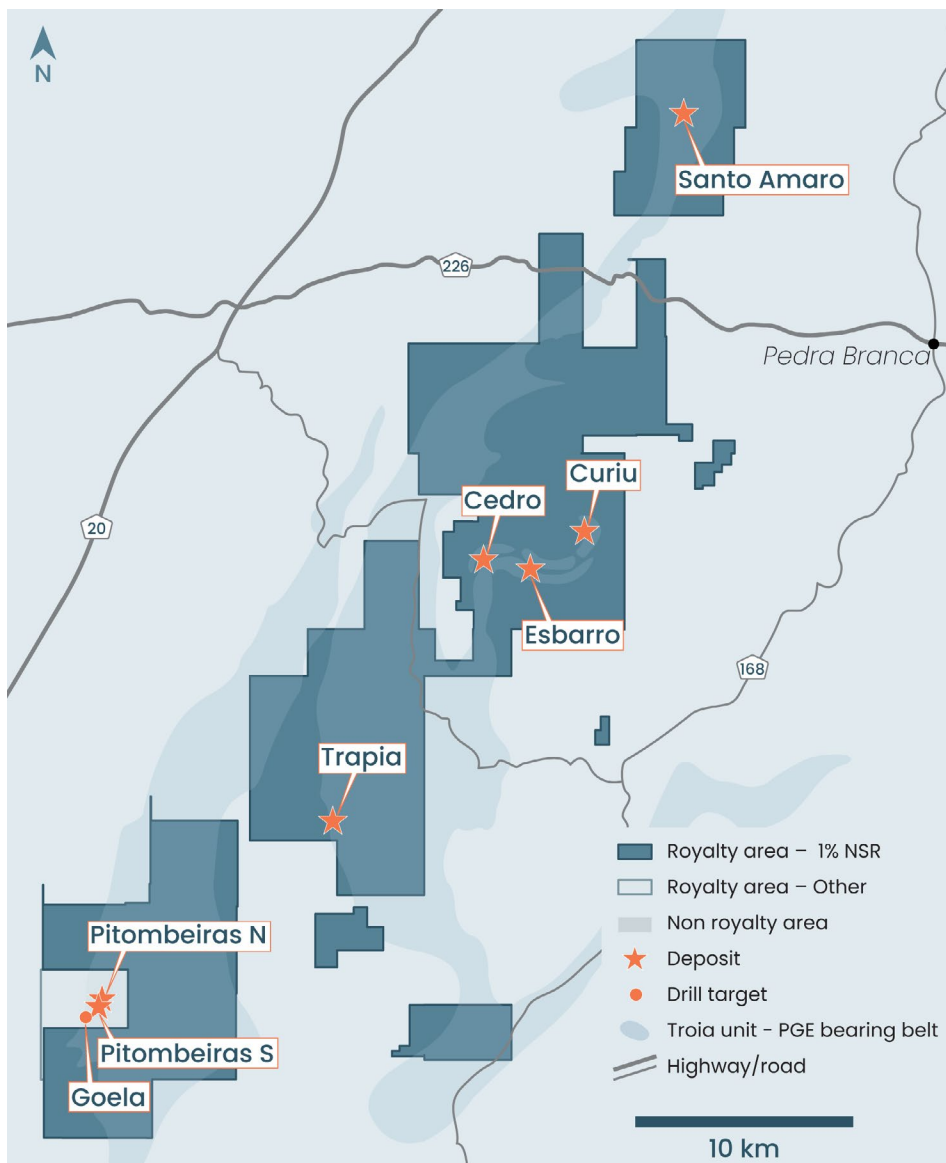 N
Santo Amaro
226
Pedra Branca
Curiu
Cedro
20
Esbarro
168
Trapia
Pitombeiras N
Pitombeiras S
Goela
Royalty area – 1% NSR
Royalty area – Other
Non royalty area
Deposit
Drill target
Troia unit - PGE bearing belt
Highway/road
10 km